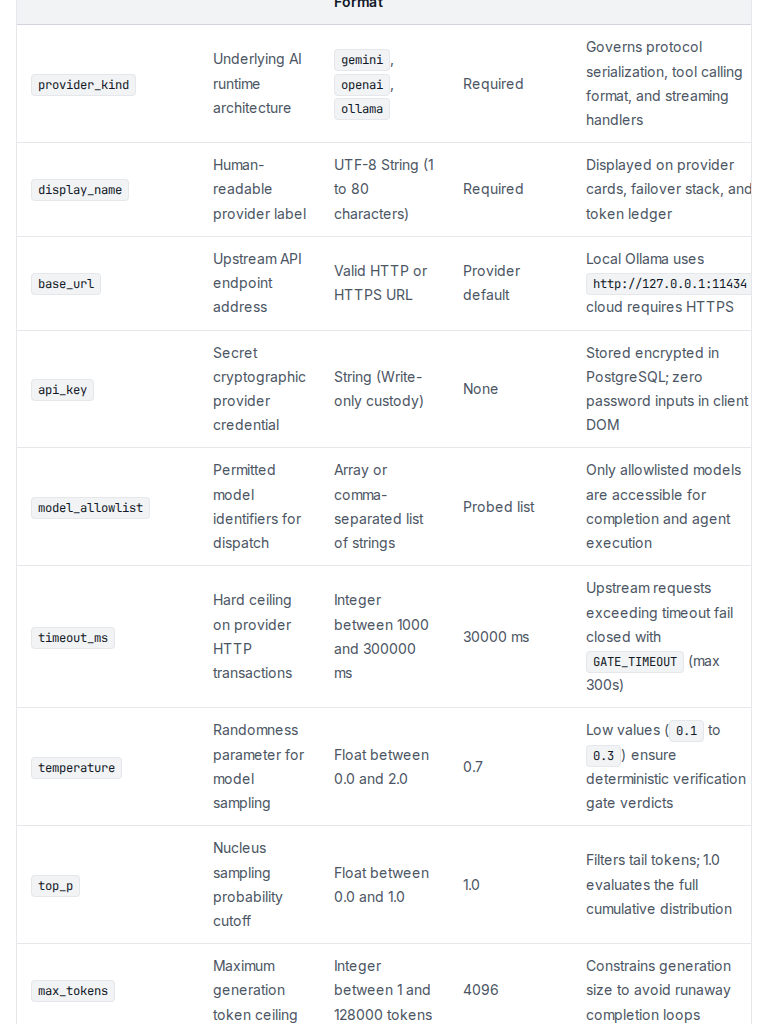 Format
provider_kind
Underlying AI
runtime
architecture
gemini,
openai,
ollama
Required
Governs protocol
serialization, tool calling
format, and streaming
handlers
display_name
Human-
readable
provider label
UTF-8 String (1
to 80
characters)
Required
Displayed on provider
cards, failover stack, and
token ledger
base_url
Upstream API
endpoint
address
Valid HTTP or
HTTPS URL
Provider
default
Local Ollama uses
http://127.0.0.1:11434
cloud requires HTTPS
api_key
Secret
cryptographic
provider
credential
String (Write-
only custody)
None
Stored encrypted in
PostgreSQL; zero
password inputs in client
DOM
model_allowlist
Permitted
model
identifiers for
dispatch
Array or
comma-
separated list
of strings
Probed list
Only allowlisted models
are accessible for
completion and agent
execution
timeout_ms
Hard ceiling
on provider
HTTP
transactions
Integer
between 1000
and 300000
ms
30000 ms
Upstream requests
exceeding timeout fail
closed with
GATE_TIMEOUT (max
300s)
temperature
Randomness
parameter for
model
sampling
Float between
0.0 and 2.0
0.7
Low values (0.1 to
0.3) ensure
deterministic verification
gate verdicts
top_p
Nucleus
sampling
probability
cutoff
Float between
0.0 and 1.0
1.0
Filters tail tokens; 1.0
evaluates the full
cumulative distribution
max_tokens
Maximum
generation
token ceiling
Integer
between 1 and
128000 tokens
4096
Constrains generation
size to avoid runaway
completion loops